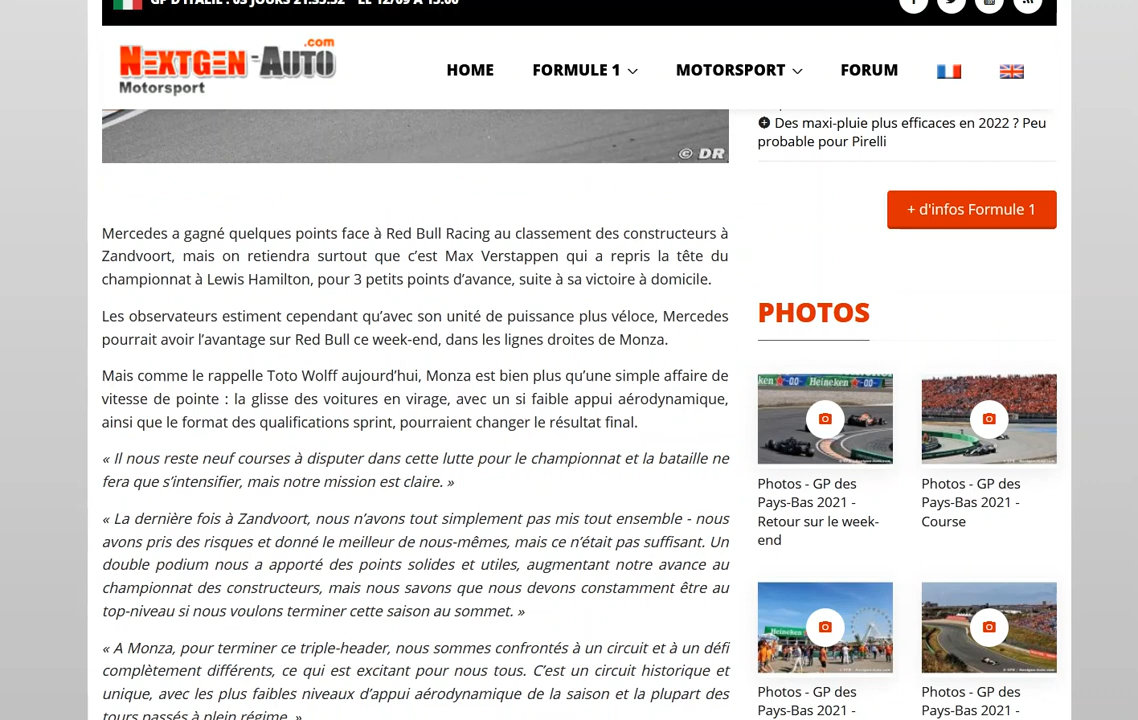 .com
NEXTGEN-AUTO
Motorsport
HOME
FORMULE 1
MOTORSPORT
FORUM
© DR
Des maxi-pluie plus efficaces en 2022 ? Peu
probable pour Pirelli
+ d'infos Formule 1
Mercedes a gagné quelques points face à Red Bull Racing au classement des constructeurs à
Zandvoort, mais on retiendra surtout que c’est Max Verstappen qui a repris la tête du
championnat à Lewis Hamilton, pour 3 petits points d’avance, suite à sa victoire à domicile.
Les observateurs estiment cependant qu’avec son unité de puissance plus véloce, Mercedes
pourrait avoir l’avantage sur Red Bull ce week-end, dans les lignes droites de Monza.
Mais comme le rappelle Toto Wolff aujourd’hui, Monza est bien plus qu’une simple affaire de
vitesse de pointe : la glisse des voitures en virage, avec un si faible appui aérodynamique,
ainsi que le format des qualifications sprint, pourraient changer le résultat final.
« Il nous reste neuf courses à disputer dans cette lutte pour le championnat et la bataille ne
fera que s’intensifier, mais notre mission est claire. »
« La dernière fois à Zandvoort, nous n’avons tout simplement pas mis tout ensemble - nous
avons pris des risques et donné le meilleur de nous-mêmes, mais ce n’était pas suffisant. Un
double podium nous a apporté des points solides et utiles, augmentant notre avance au
championnat des constructeurs, mais nous savons que nous devons constamment être au
top-niveau si nous voulons terminer cette saison au sommet. »
« A Monza, pour terminer ce triple-header, nous sommes confrontés à un circuit et à un défi
complètement différents, ce qui est excitant pour nous tous. C’est un circuit historique et
unique, avec les plus faibles niveaux d’appui aérodynamique de la saison et la plupart des
tours passés à plein régime. »
PHOTOS
Heineken
Photos - GP des
Pays-Bas 2021 -
Retour sur le week-
end
Photos - GP des
Pays-Bas 2021 -
Course
Heineken
Photos - GP des
Pays-Bas 2021 -
Photos - GP des
Pays-Bas 2021 -